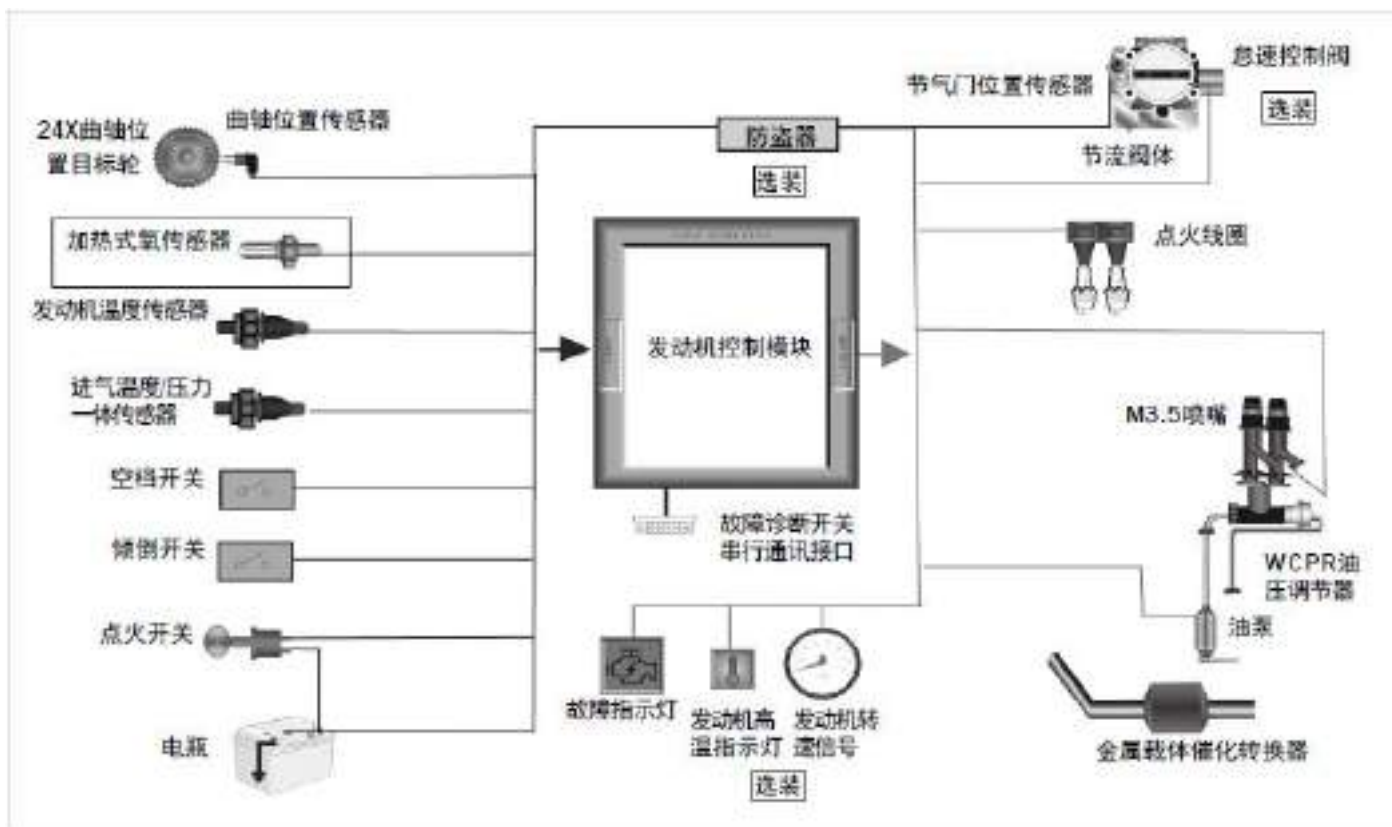 24X曲轴位
置目标轮
曲轴位置传感器
加热式氧传感器
发动机温度传感器
进气温度/压力
一体传感器
空档开关
倾倒开关
点火开关
电瓶
防盗器
选装
发动机控制模块
故障诊断开关
串行通讯接口
故障指示灯
发动机高
温指示灯
选装
发动机转
速信号
节气门位置传感器
怠速控制阀
选装
节流阀体
点火线圈
M3.5喷嘴
WCPR油
压调节器
油泵
金属载体催化转换器